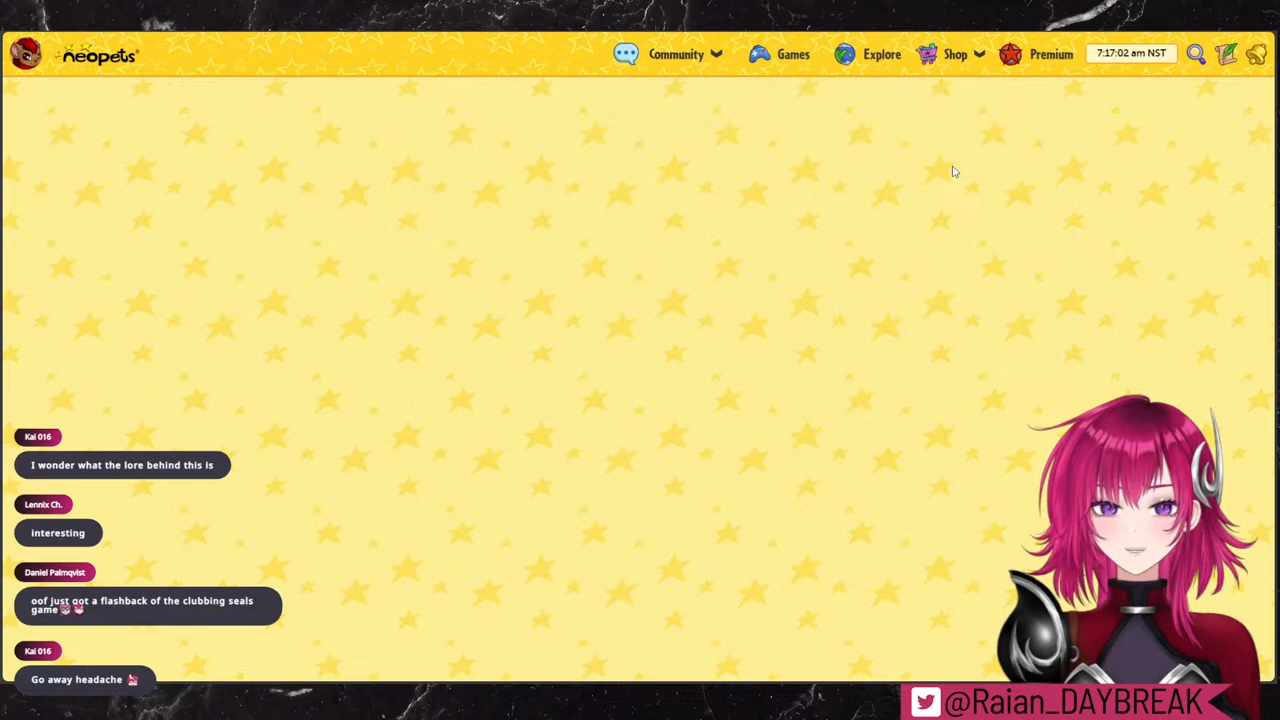 neopets
Community
Games
Explore
Shop
Premium
7:17:02 am NST
Kai 016
I wonder what the lore behind this is
Lennix Ch.
interesting
Daniel Palmqvist
oof just got a flashback of the clubbing seals
game
Kai 016
Go away headache
@Raian_DAYBREAK